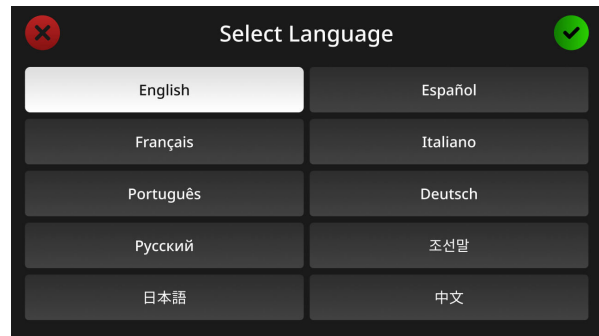 Select Language
English
Español
Français
Italiano
Português
Deutsch
Русский
조선말
日本語
中文